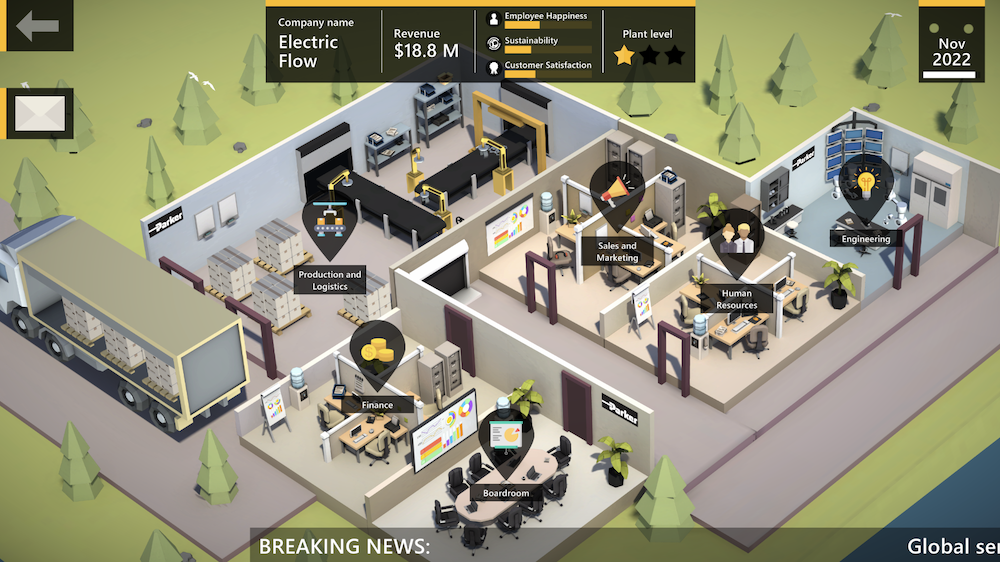 Company name
Electric
Flow
Revenue
$18.8 M
Employee Happiness
Sustainability
Customer Satisfaction
Plant level
Nov
2022
Parker
Parker
Engineering
Sales and
Marketing
Human
Resources
Production and
Logistics
Finance
Parker
Boardroom
BREAKING NEWS:
Global ser